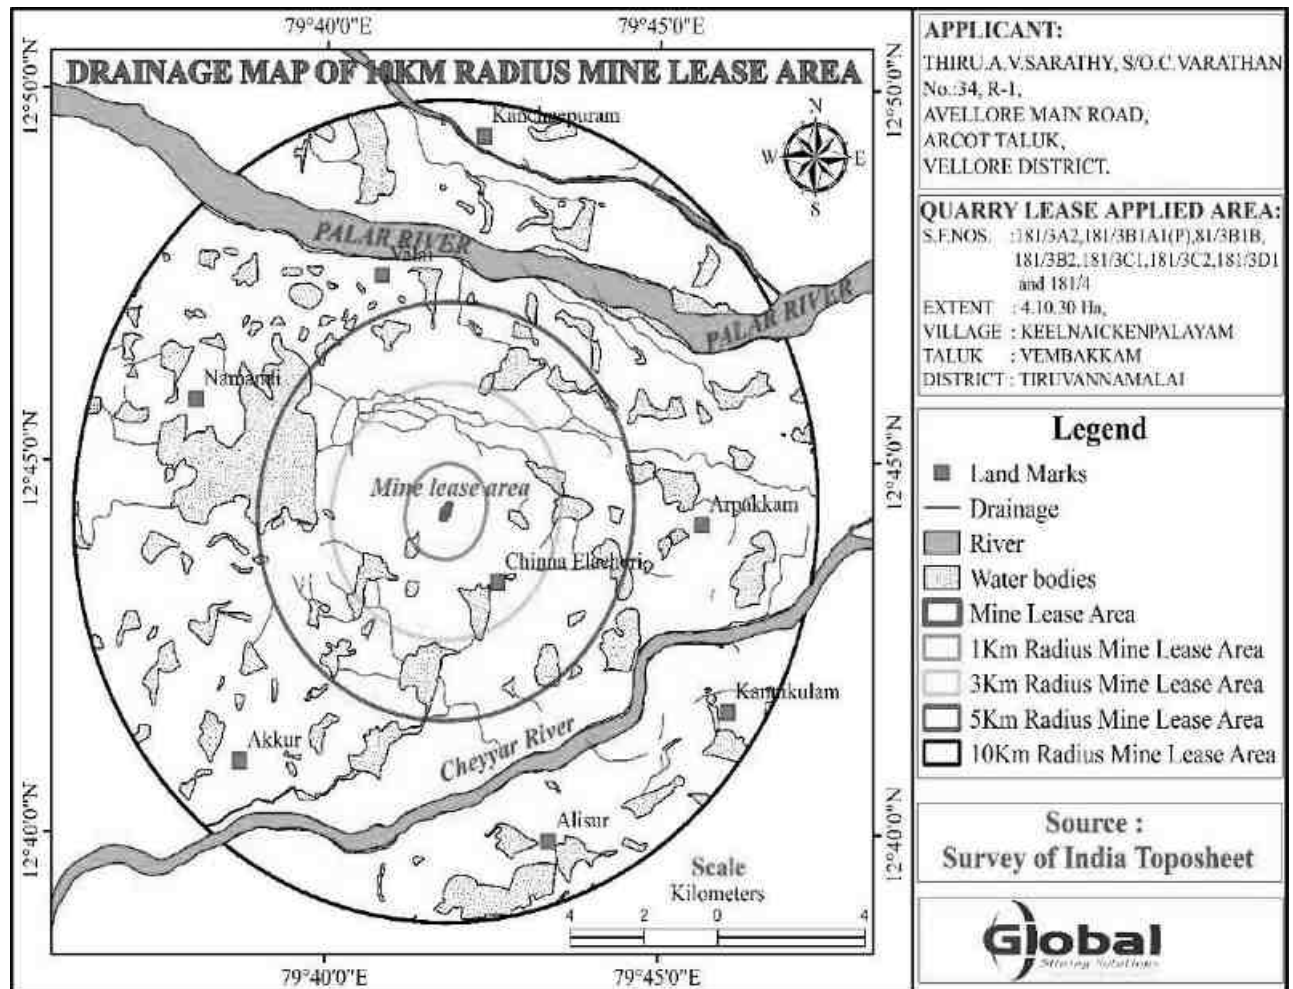 79°40'0"E
79°45'0"E
DRAINAGE MAP OF 10KM RADIUS MINE LEASE AREA
12°50'0"N
12°50'0"N
Kancheepuram
N
W
E
S
PALAR RIVER
Valai
PALAR RIVER
12°45'0"N
12°45'0"N
Mine lease area
Arpakkam
Chinna
Kannikulam
Cheyyar River
Akkur
Alisur
12°40'0"N
12°40'0"N
Scale
Kilometers
4 2 0 4
79°40'0"E
79°45'0"E
APPLICANT:
THIRU.A.V.SARATHY, S/O.C.VARATHAN
No.:34, R-1,
AVELLORE MAIN ROAD,
ARCOT TALUK,
VELLORE DISTRICT.
QUARRY LEASE APPLIED AREA:
S.F.NOS. :181/3A2,181/3B1A1(P),81/3B1B,
181/3B2,181/3C1,181/3C2,181/3D1
and 181/4
EXTENT : 4.10.30 Ha,
VILLAGE : KEELNAICKENPALAYAM
TALUK : VEMBAKKAM
DISTRICT : TIRUVANNAMALAI
Legend
Land Marks
Drainage
River
Water bodies
Mine Lease Area
1Km Radius Mine Lease Area
3Km Radius Mine Lease Area
5Km Radius Mine Lease Area
10Km Radius Mine Lease Area
Source :
Survey of India Toposheet
Global
Mining Solutions